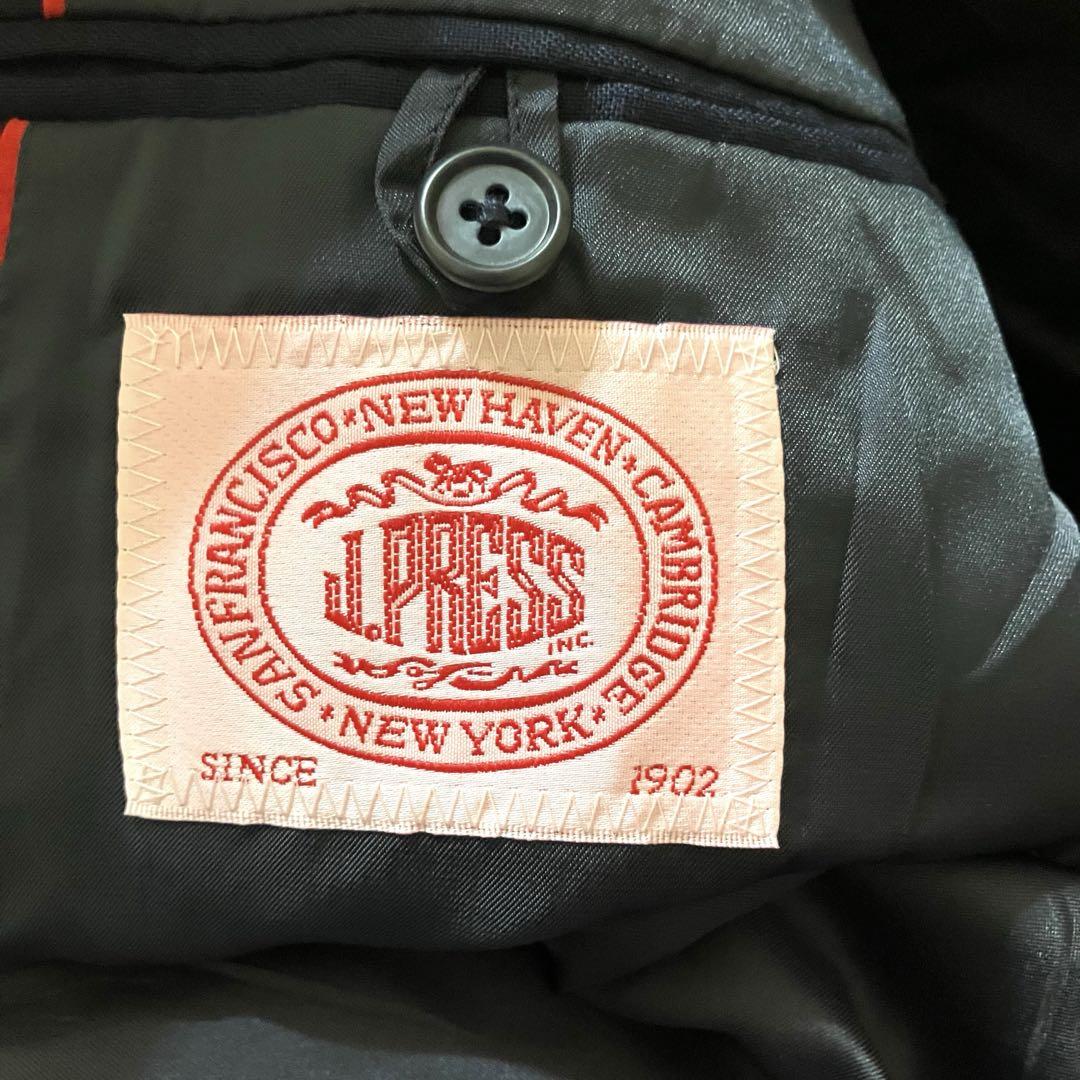 SAN FRANCISCO * NEW HAVEN * CAMBRIDGE * NEW YORK *
J. PRESS
INC.
SINCE 1902